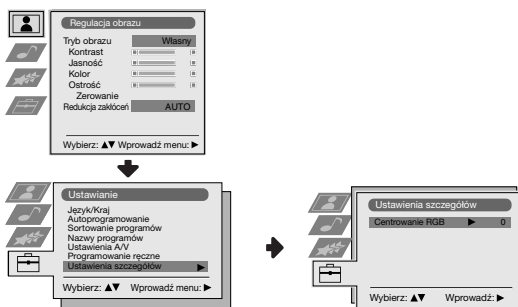 Regulacja obrazu
Tryb obrazu Własny
Kontrast
Jasność
Kolor
Ostrość
Zerowanie
Redukcja zakłóceń AUTO
Wybierz: ▲▼ Wprowadź menu: ▶
Ustawianie
Język/Kraj
Autoprogramowanie
Sortowanie programów
Nazwy programów
Ustawienia A/V
Programowanie ręczne
Ustawienia szczegółów ▶
Wybierz: ▲▼ Wprowadź menu: ▶
Ustawienia szczegółów
Centrowanie RGB ▶ 0
Wybierz: ▲▼ Wprowadź: ▶